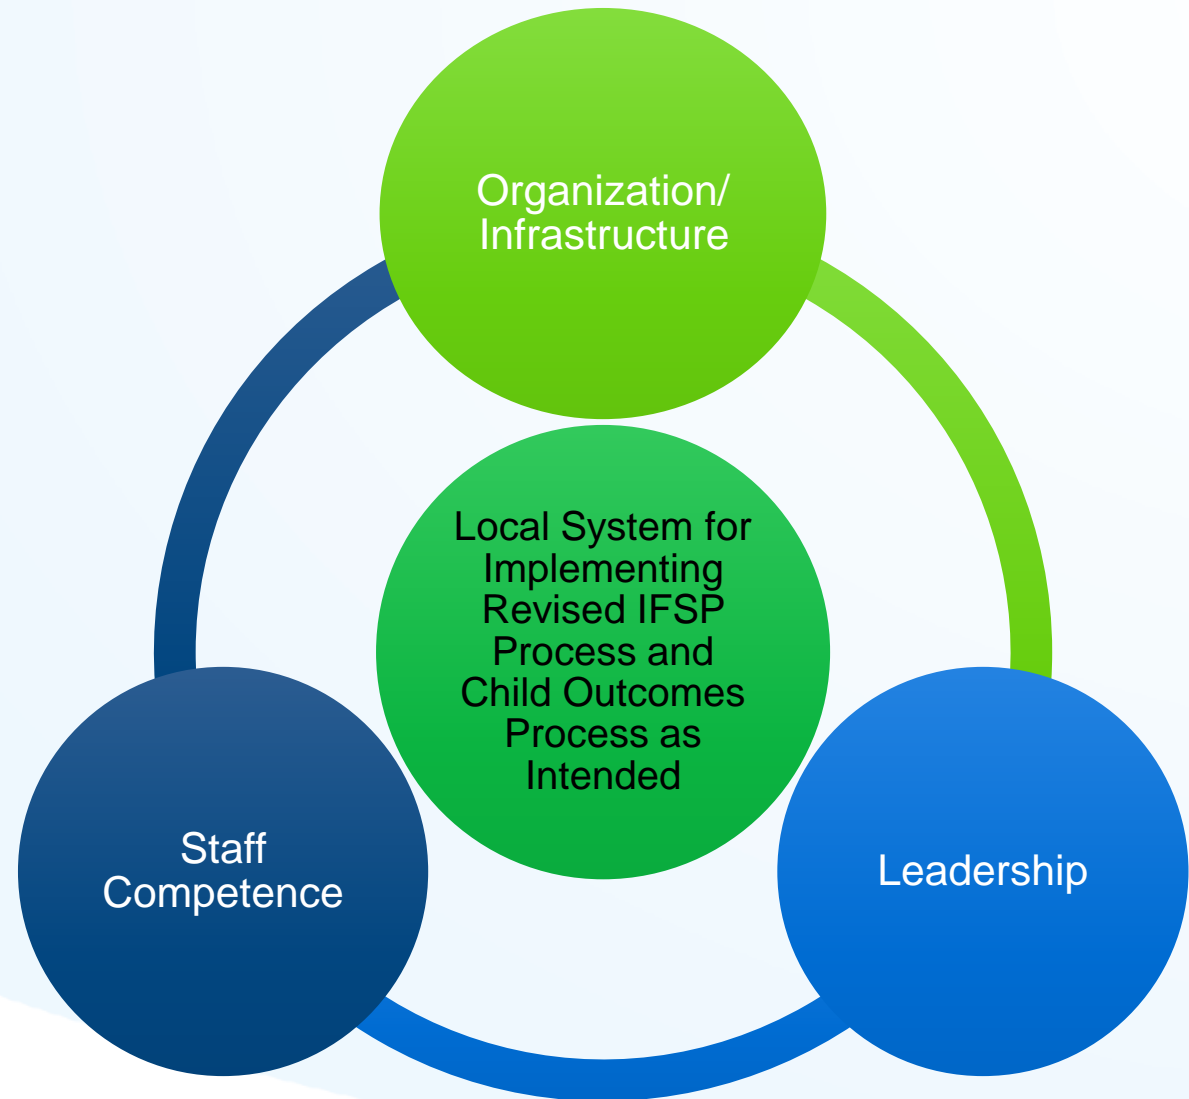 Organization/
Infrastructure
Local System for
Implementing
Revised IFSP
Process and
Child Outcomes
Process as
Intended
Staff
Competence
Leadership